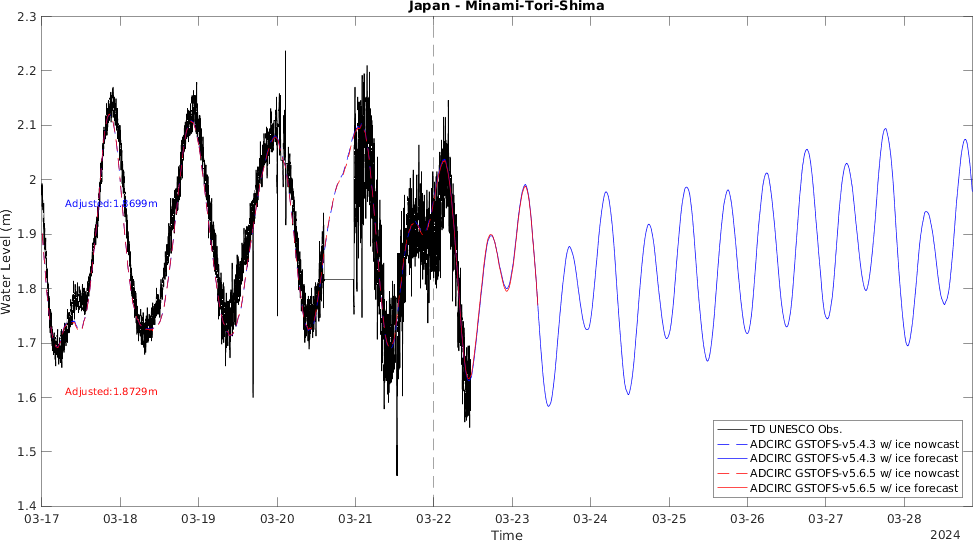 Japan - Minami-Tori-Shima
2.3
2.2
2.1
2
1.9
1.8
1.7
1.6
1.5
1.4
Water Level (m)
Adjusted:1.8699m
Adjusted:1.8729m
TD UNESCO Obs.
ADCIRC GSTOFS-v5.4.3 w/ ice nowcast
ADCIRC GSTOFS-v5.4.3 w/ ice forecast
ADCIRC GSTOFS-v5.6.5 w/ ice nowcast
ADCIRC GSTOFS-v5.6.5 w/ ice forecast
03-17 03-18 03-19 03-20 03-21 03-22 03-23 03-24 03-25 03-26 03-27 03-28
Time
2024